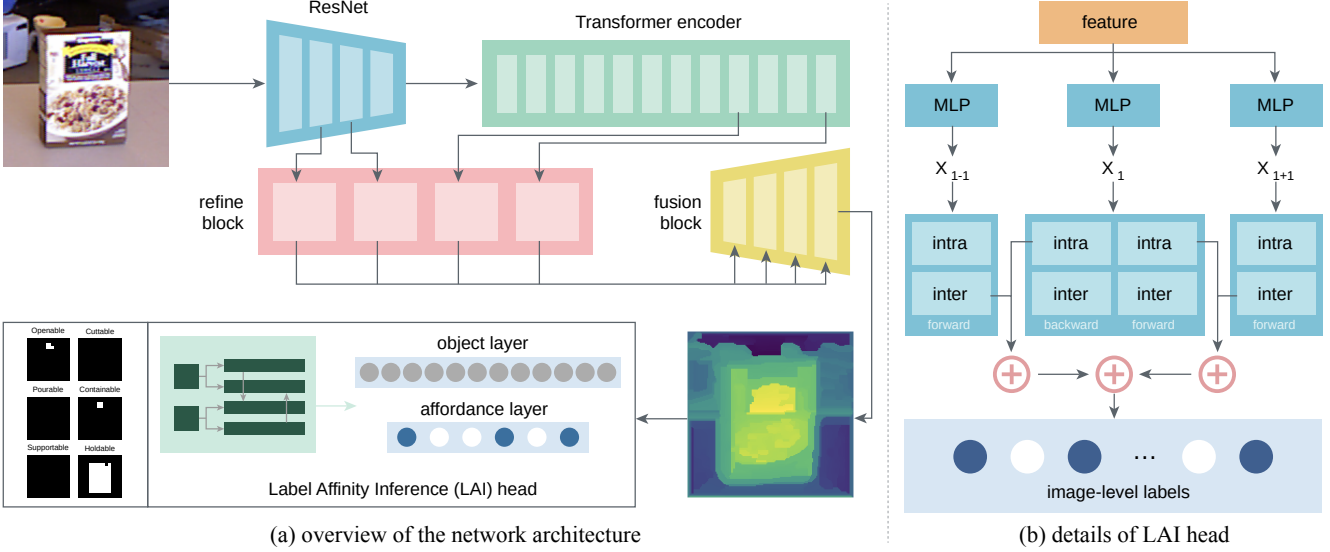 ResNet
Transformer encoder
refine
block
fusion
block
Openable
Cuttable
Pourable
Containable
Supportable
Holdable
object layer
affordance layer
Label Affinity Inference (LAI) head
(a) overview of the network architecture
feature
MLP
MLP
MLP
X 1-1
X 1
X 1+1
intra
intra
intra
intra
inter
inter
inter
inter
forward
backward
forward
forward
...
image-level labels
(b) details of LAI head